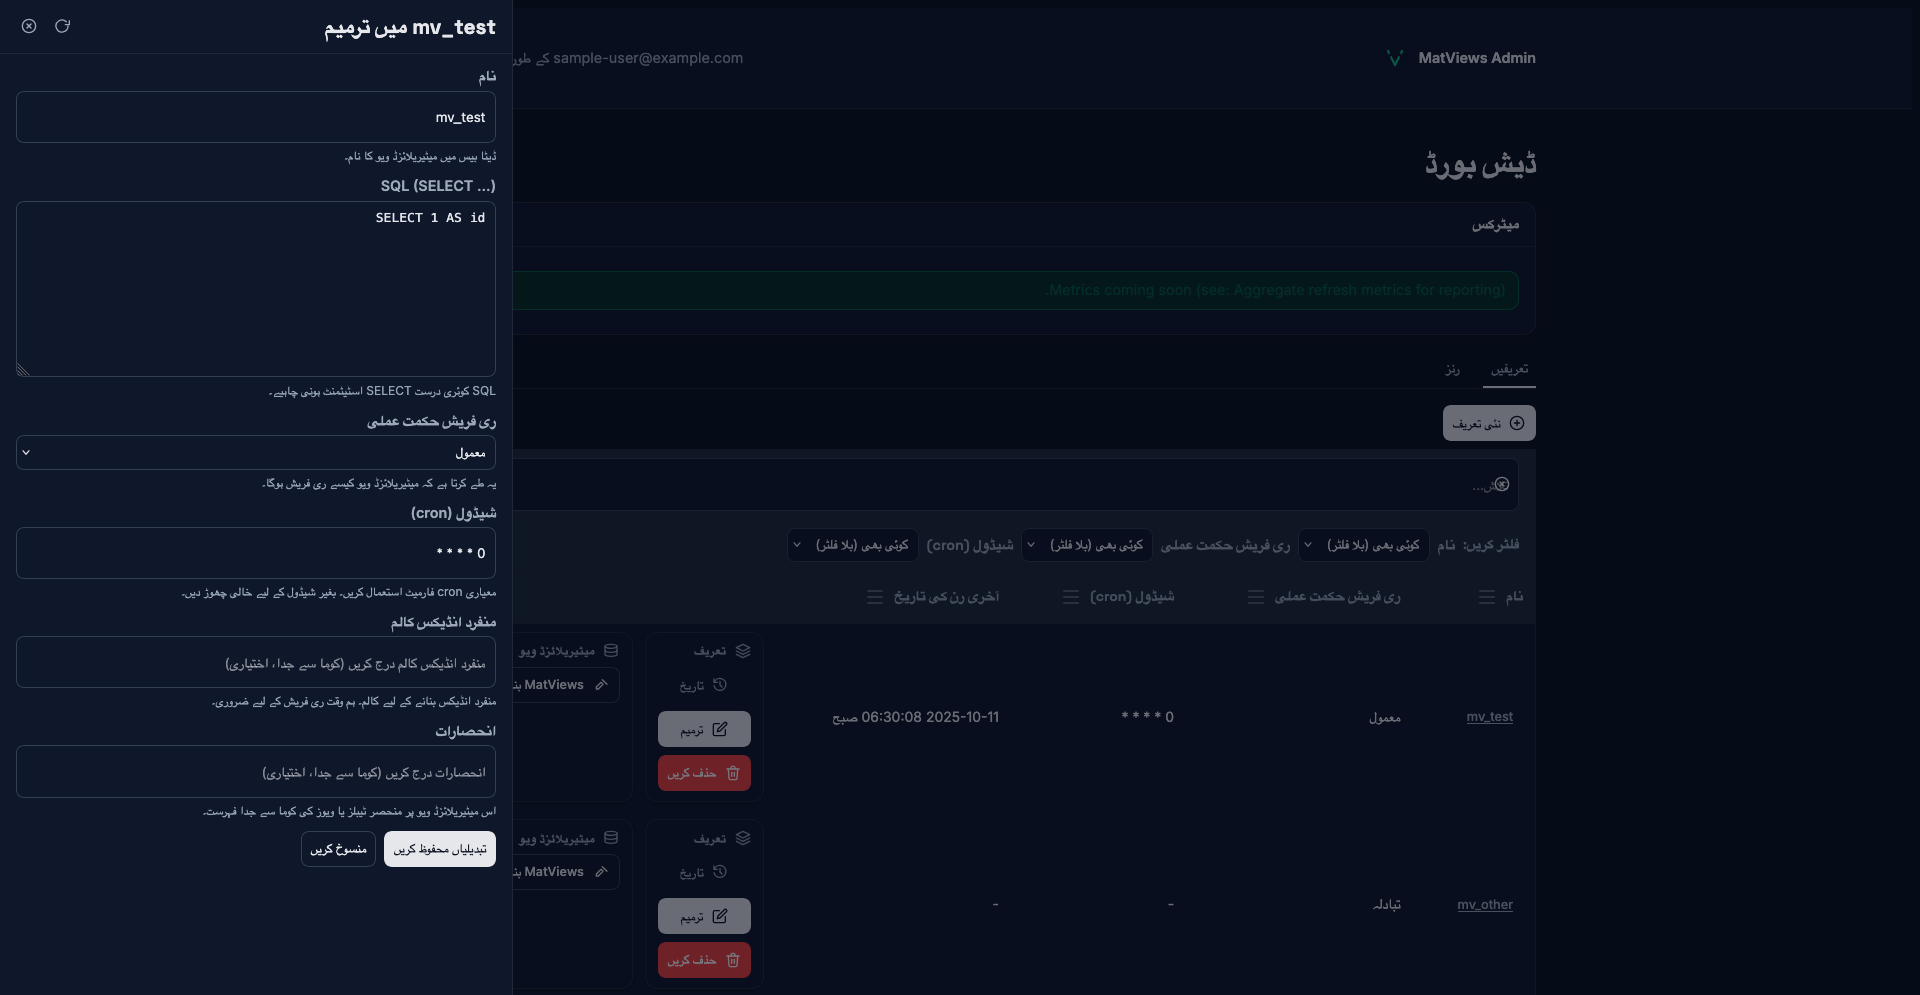 mv_test میں ترمیم
نام
mv_test
ڈیٹا بیس میں میٹیریلائزڈ ویو کا نام۔
SQL (SELECT ...)
SELECT 1 AS id
SQL کوئری درست SELECT اسٹیٹمنٹ ہونی چاہیے۔
ری فریش حکمت عملی
معمول
یہ طے کرتا ہے کہ میٹیریلائزڈ ویو کیسے ری فریش ہوگا۔
شیڈول (cron)
0 * * * *
معیاری cron فارمیٹ استعمال کریں۔ بغیر شیڈول کے لیے خالی چھوڑ دیں۔
منفرد انڈیکس کالم
منفرد انڈیکس کالم درج کریں (کوما سے جدا، اختیاری)
منفرد انڈیکس بنانے کے لیے کالم۔ ہم وقت ری فریش کے لیے ضروری۔
انحصارات
انحصارات درج کریں (کوما سے جدا، اختیاری)
اس میٹیریلائزڈ ویو پر منحصر ٹیبلز یا ویوز کی کوما سے جدا فہرست۔
تبدیلیاں محفوظ کریں
منسوخ کریں
MatViews Admin
sample-user@example.com کے طور
ڈیش بورڈ
میٹرکس
Metrics coming soon (see: Aggregate refresh metrics for reporting).
تعریفیں
رنز
نئی تعریف
فلٹر کریں: نام کوئی بھی (بلا فلٹر) ری فریش حکمت عملی کوئی بھی (بلا فلٹر) شیڈول (cron) کوئی بھی (بلا فلٹر)
نام ری فریش حکمت عملی شیڈول (cron) آخری رن کی تاریخ
mv_test معمول 0 * * * * 2025-10-11 06:30:08 صبح
تعریف
تاریخ
ترمیم
حذف کریں
میٹیریلائزڈ ویو
MatViews
mv_other تبادلہ - -
تعریف
تاریخ
ترمیم
حذف کریں
میٹیریلائزڈ ویو
MatViews